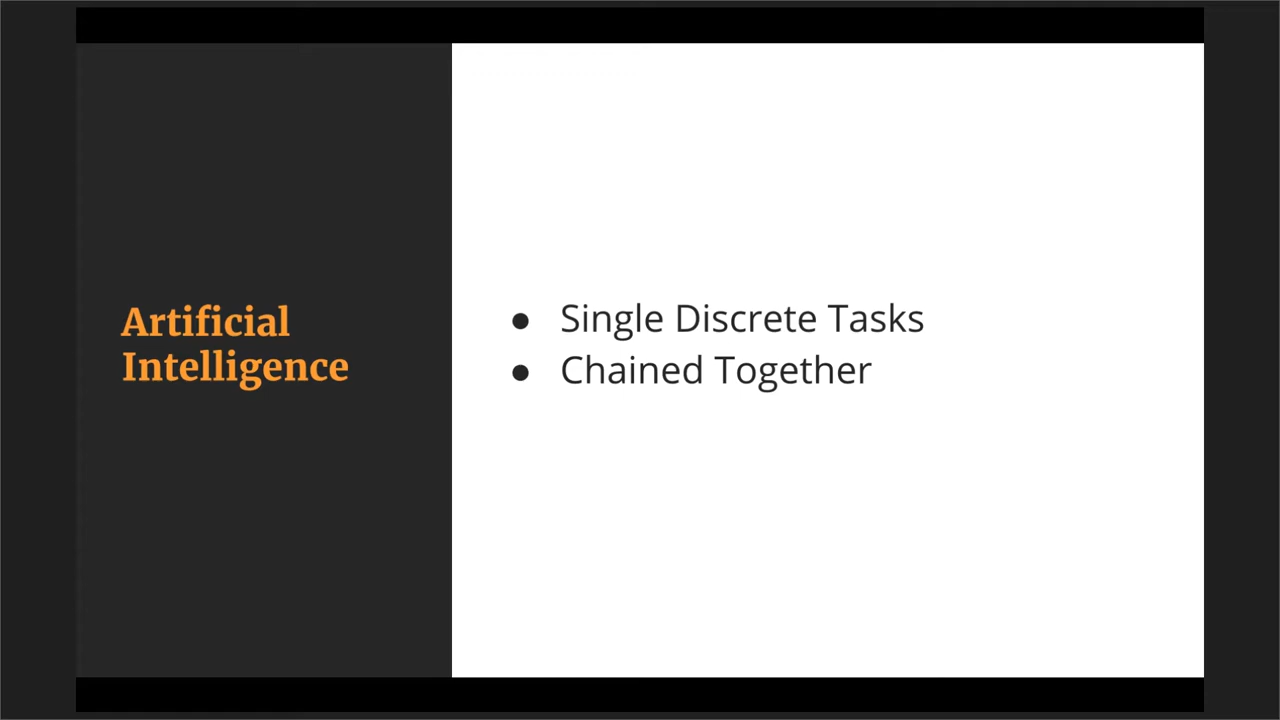 Artificial
Intelligence
● Single Discrete Tasks
● Chained Together